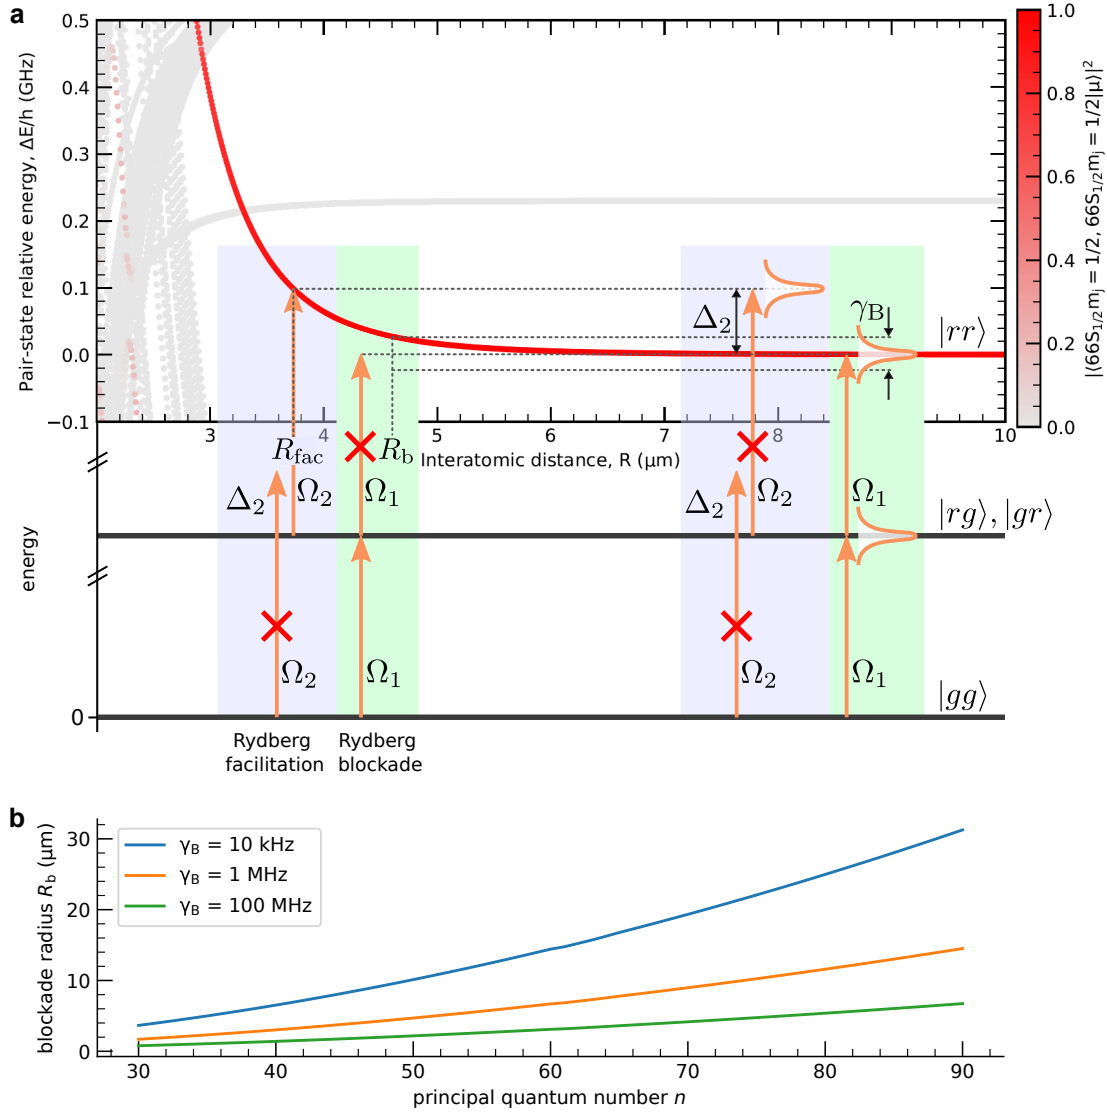 a
0.5
0.4
0.3
0.2
0.1
0.0
−0.1
Pair-state relative energy, ΔE/h (GHz)
3
4
5
6
7
8
10
Interatomic distance, R (μm)
Δ₂
γ_B
|rr⟩
1.0
0.8
0.6
0.4
0.2
0.0
|⟨66S₁/₂m_j = 1/2, 66S₁/₂m_j = 1/2|μ⟩|²
R_fac
R_b
Δ₂
Ω₂
Ω₁
Δ₂
Ω₂
Ω₁
|rg⟩, |gr⟩
energy
Ω₂
Ω₁
Ω₂
Ω₁
|gg⟩
0
Rydberg
facilitation
Rydberg
blockade
b
γ_B = 10 kHz
γ_B = 1 MHz
γ_B = 100 MHz
30
20
10
0
blockade radius R_b (μm)
30
40
50
60
70
80
90
principal quantum number n